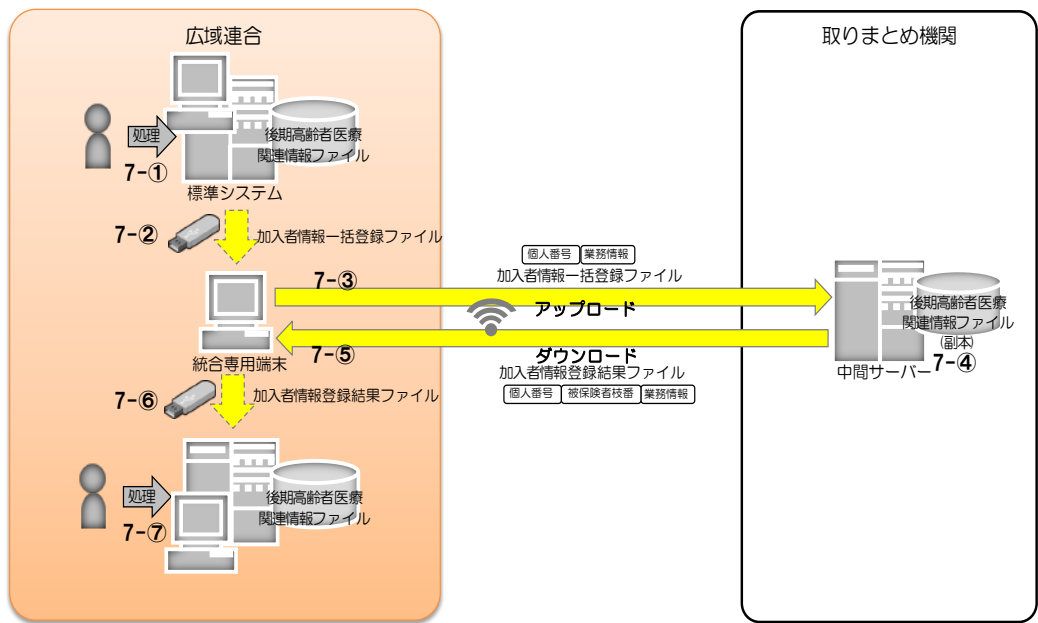 広域連合
処理
7-①
後期高齢者医療
関連情報ファイル
標準システム
7-②
加入者情報一括登録ファイル
7-③
個人番号 業務情報
加入者情報一括登録ファイル
アップロード
統合専用端末
7-⑤
ダウンロード
加入者情報登録結果ファイル
個人番号 被保険者枝番 業務情報
7-⑥
加入者情報登録結果ファイル
処理
7-⑦
後期高齢者医療
関連情報ファイル
取りまとめ機関
後期高齢者医療
関連情報ファイル
(副本)
7-④
中間サーバー